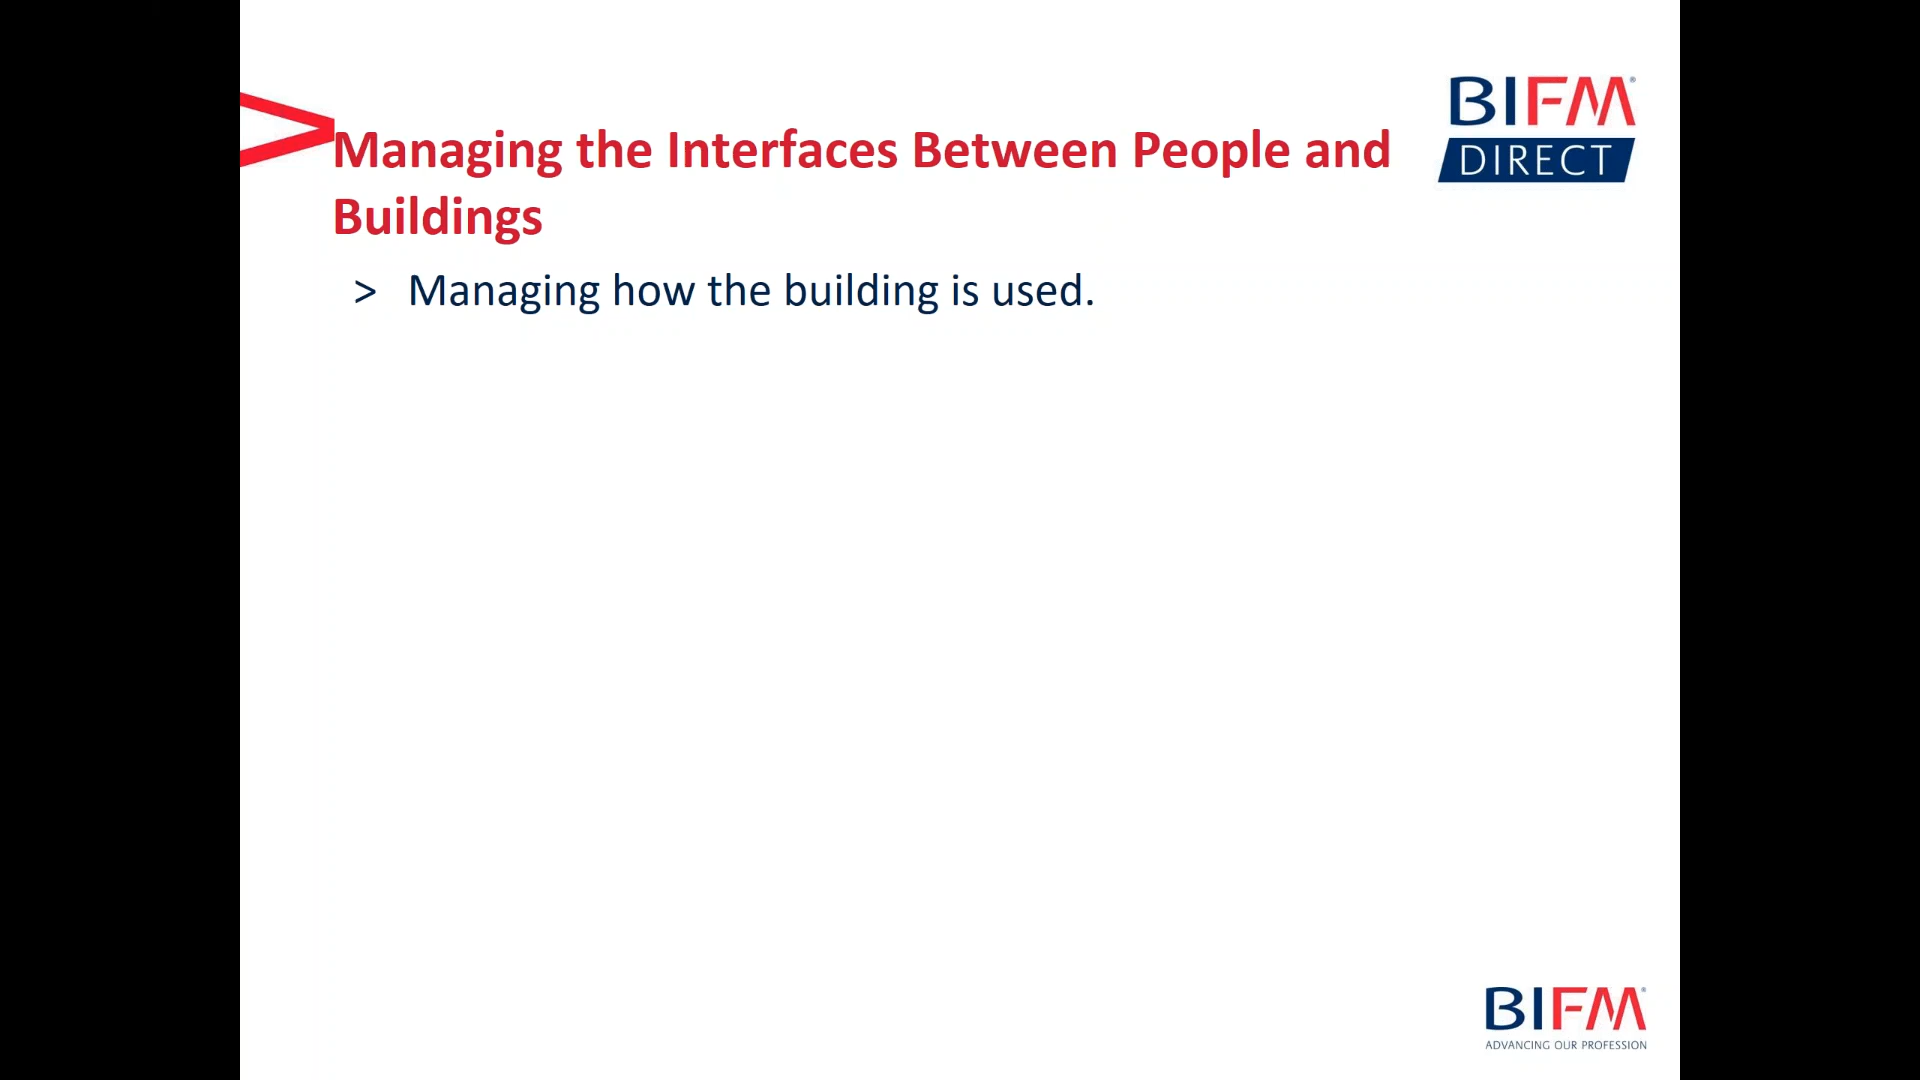 BIFM®
DIRECT
Managing the Interfaces Between People and
Buildings
> Managing how the building is used.
BIFM®
ADVANCING OUR PROFESSION